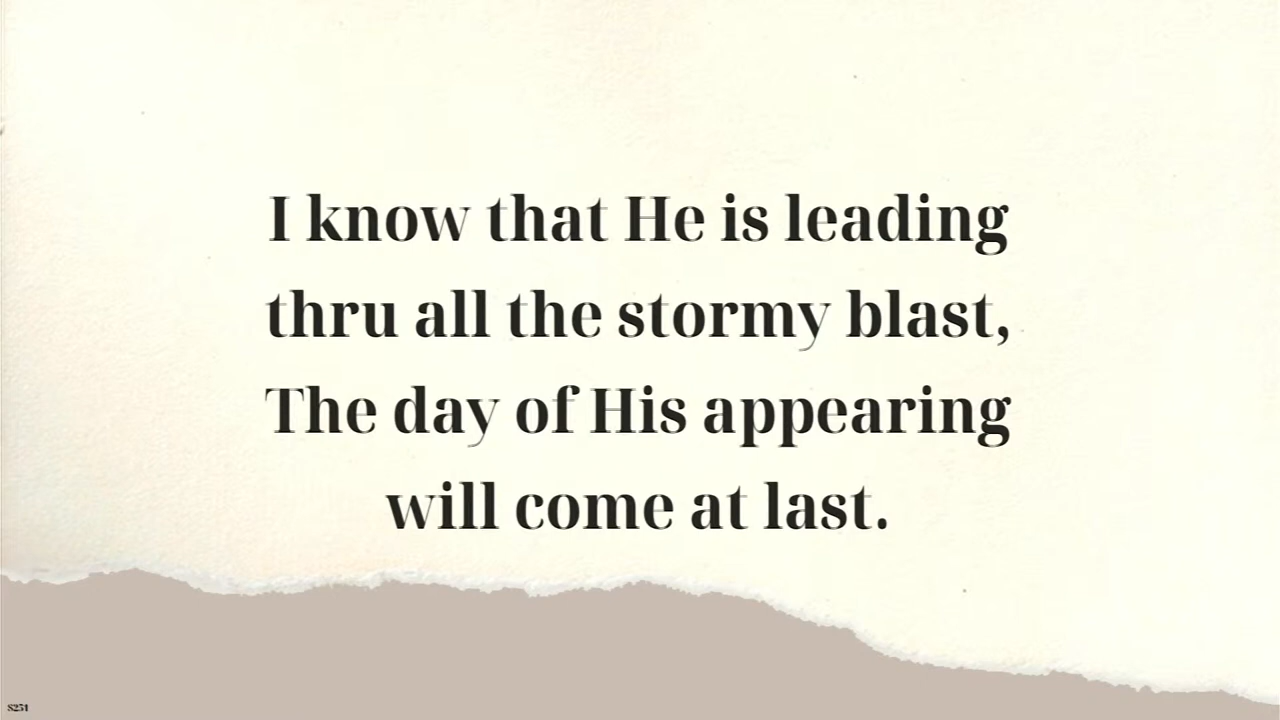 I know that He is leading
thru all the stormy blast,
The day of His appearing
will come at last.
S251